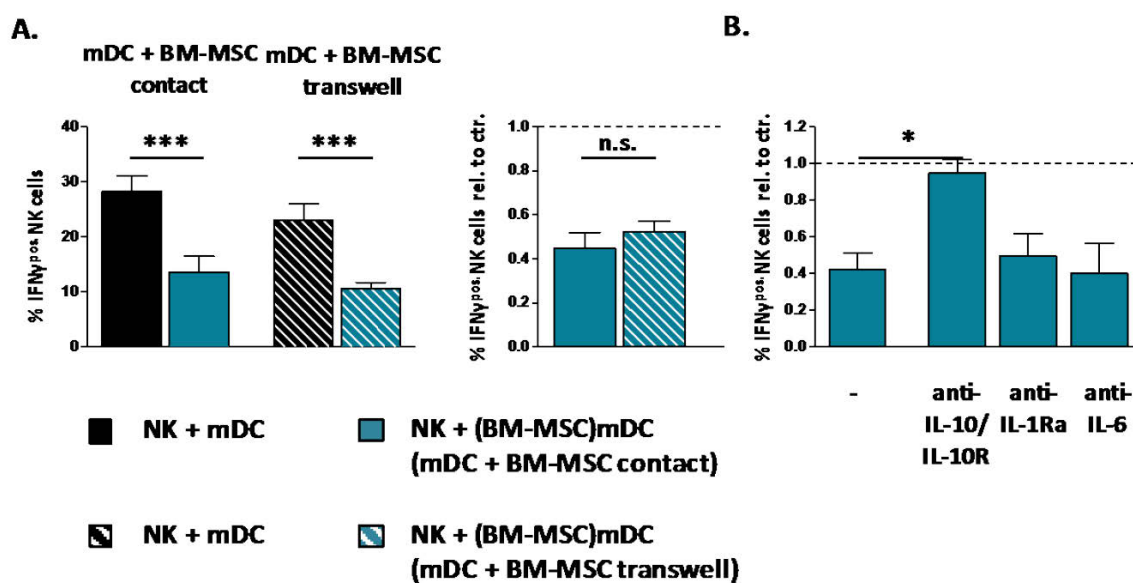 A.
mDC + BM-MSC
contact
mDC + BM-MSC
transwell
% IFNγpos. NK cells
40
30
20
10
0
***
***
% IFNγpos. NK cells rel. to ctr.
1.0
0.8
0.6
0.4
0.2
0.0
n.s.
B.
% IFNγpos. NK cells rel. to ctr.
1.2
1.0
0.8
0.6
0.4
0.2
0.0
*
-
anti-
IL-10/
IL-10R
anti-
IL-1Ra
anti-
IL-6
NK + mDC
NK + (BM-MSC)mDC
(mDC + BM-MSC contact)
NK + mDC
NK + (BM-MSC)mDC
(mDC + BM-MSC transwell)